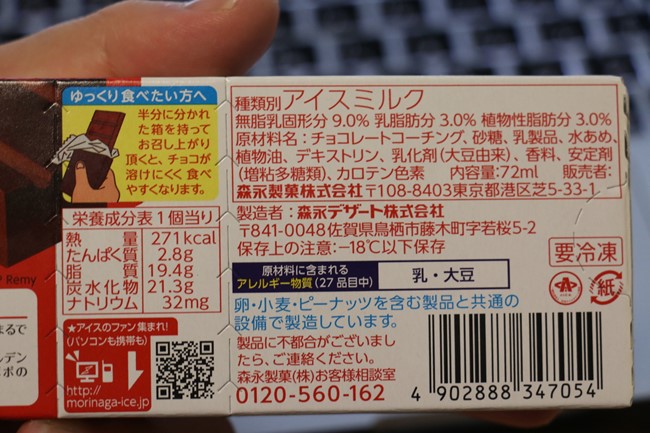 ゆっくり食べたい方へ
半分に分かれ
た箱を持って
お召し上がり
頂くと、チョコが
溶けにくく食べ
やすくなります。
栄養成分表1個当り
熱量 271kcal
たんぱく質 2.8g
脂質 19.4g
炭水化物 21.3g
ナトリウム 32mg
★アイスのファン集まれ!
(パソコンも携帯も)
http://
morinaga-ice.jp
種類別アイスミルク
無脂乳固形分 9.0% 乳脂肪分 3.0% 植物性脂肪分 3.0%
原材料名:チョコレートコーチング、砂糖、乳製品、水あめ、
植物油、デキストリン、乳化剤(大豆由来)、香料、安定剤
(増粘多糖類)、カロテン色素 内容量:72ml 販売者:
森永製菓株式会社 〒108-8403東京都港区芝5-33-1
製造者:森永デザート株式会社
〒841-0048佐賀県鳥栖市藤木町字若桜5-2
保存上の注意:-18℃以下保存
要冷凍
原材料に含まれる
アレルギー物質(27品目中)
乳・大豆
卵・小麦・ピーナッツを含む製品と共通の
設備で製造しています。
製品に不都合がございまし
たら、ご連絡ください。
森永製菓(株)お客様相談室
0120-560-162
紙
4 902888 347054
Remy
まるで
ルデン
ポの